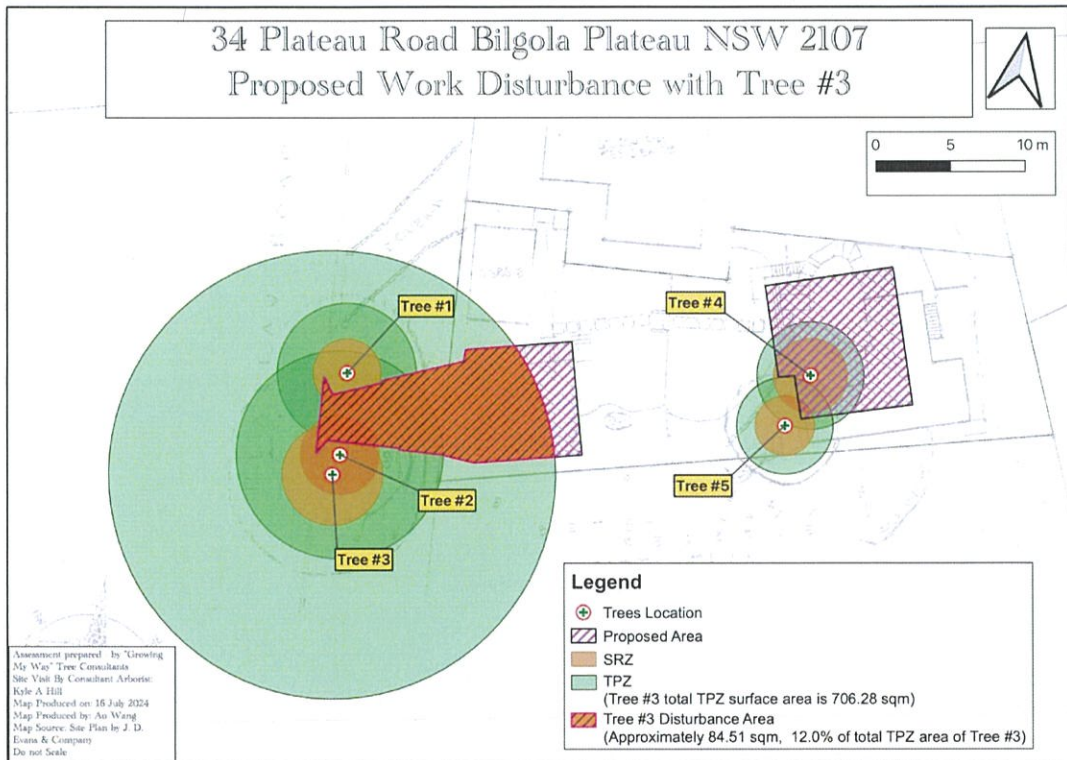 34 Plateau Road Bilgola Plateau NSW 2107
Proposed Work Disturbance with Tree #3
0 5 10 m
Tree #1
Tree #4
Tree #2
Tree #5
Tree #3
Legend
Trees Location
Proposed Area
SRZ
TPZ
(Tree #3 total TPZ surface area is 706.28 sqm)
Tree #3 Disturbance Area
(Approximately 84.51 sqm, 12.0% of total TPZ area of Tree #3)
Assessment prepared by "Growing
My Way" Tree Consultants
Site Visit By Consultant Arborist:
Kyle A Hill
Map Produced on: 16 July 2024
Map Produced by: Ao Wang
Map Source: Site Plan by J. D.
Evans & Company
Do not Scale